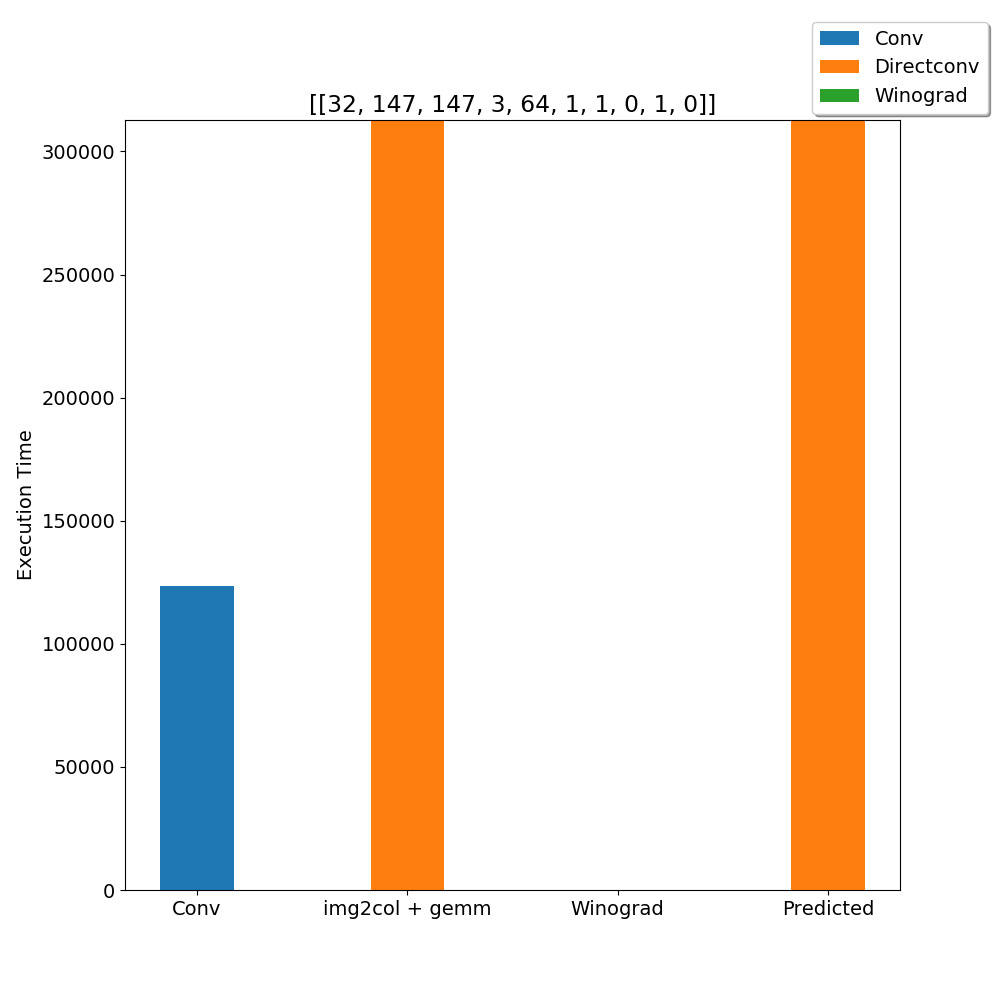 Conv
Directconv
Winograd
[[32, 147, 147, 3, 64, 1, 1, 0, 1, 0]]
300000
250000
200000
150000
100000
50000
0
Execution Time
Conv
img2col + gemm
Winograd
Predicted